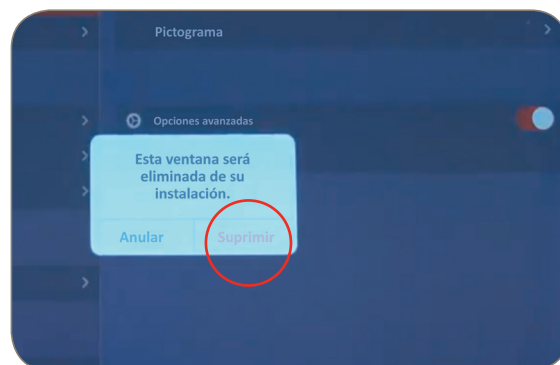 Pictograma
Opciones avanzadas
Esta ventana será
eliminada de su
instalación.
Anular
Suprimir